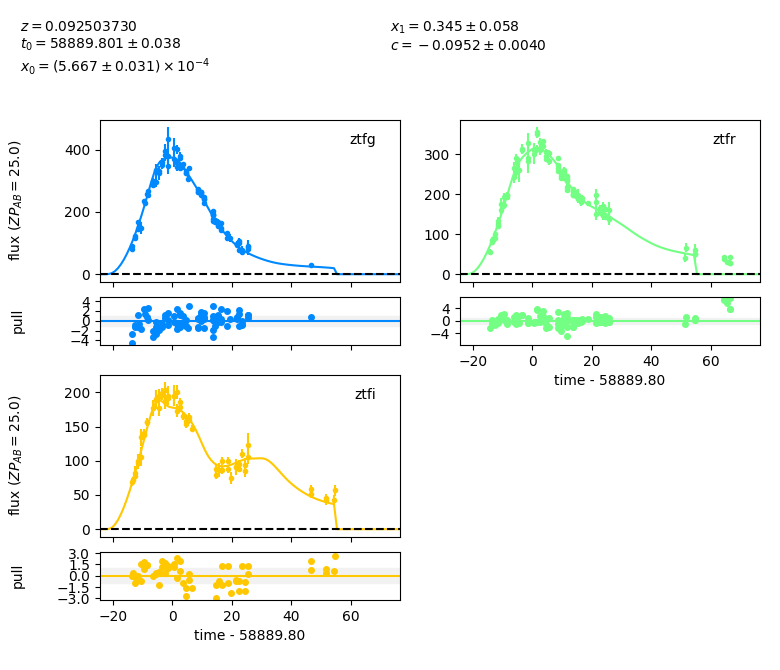 z = 0.092503730
t₀ = 58889.801 ± 0.038
x₀ = (5.667 ± 0.031) × 10⁻⁴
x₁ = 0.345 ± 0.058
c = −0.0952 ± 0.0040
flux (ZP_AB = 25.0)
400
200
0
ztfg
300
200
100
0
ztfr
pull
4
2
0
−2
−4
4
0
−4
−20 0 20 40 60
time - 58889.80
flux (ZP_AB = 25.0)
200
150
100
50
0
ztfi
pull
3.0
1.5
0.0
−1.5
−3.0
−20 0 20 40 60
time - 58889.80